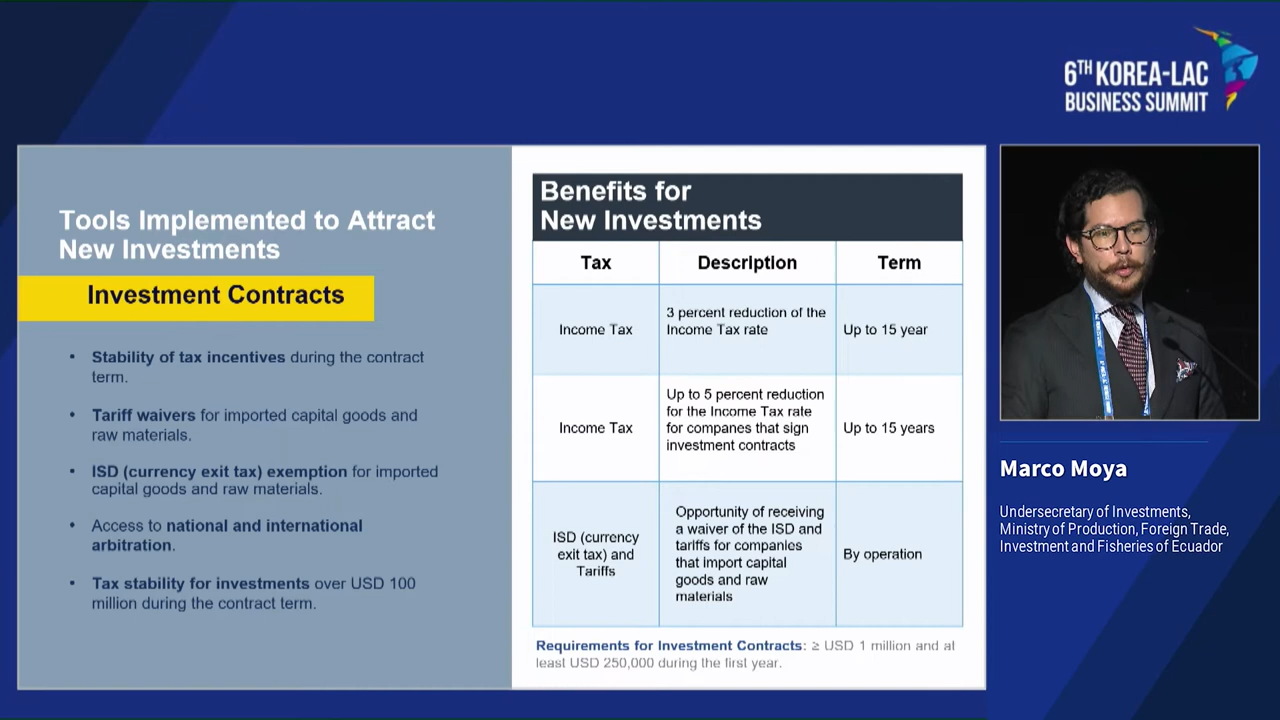 6TH KOREA-LAC
BUSINESS SUMMIT
Tools Implemented to Attract
New Investments
Investment Contracts
• Stability of tax incentives during the contract
term.
• Tariff waivers for imported capital goods and
raw materials.
• ISD (currency exit tax) exemption for imported
capital goods and raw materials.
• Access to national and international
arbitration.
• Tax stability for investments over USD 100
million during the contract term.
Benefits for
New Investments
Tax
Description
Term
Income Tax
3 percent reduction of the
Income Tax rate
Up to 15 year
Income Tax
Up to 5 percent reduction
for the Income Tax rate
for companies that sign
investment contracts
Up to 15 years
ISD (currency
exit tax) and
Tariffs
Opportunity of receiving
a waiver of the ISD and
tariffs for companies
that import capital
goods and raw
materials
By operation
Requirements for Investment Contracts: ≥ USD 1 million and at
least USD 250,000 during the first year.
Marco Moya
Undersecretary of Investments,
Ministry of Production, Foreign Trade,
Investment and Fisheries of Ecuador